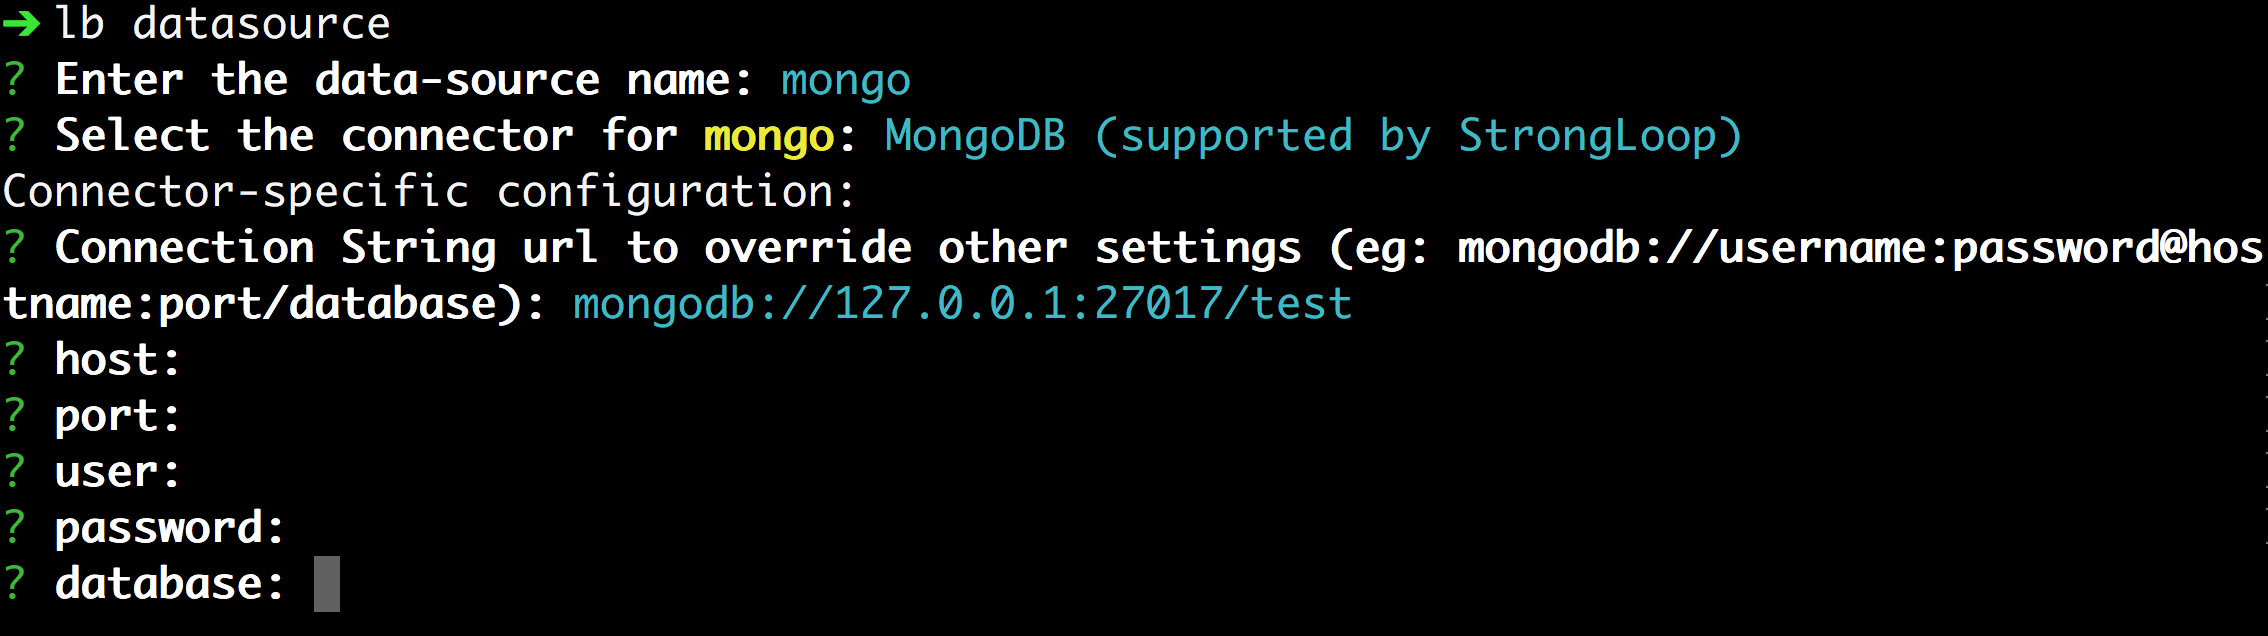 ➔ lb datasource
? Enter the data-source name: mongo
? Select the connector for mongo: MongoDB (supported by StrongLoop)
Connector-specific configuration:
? Connection String url to override other settings (eg: mongodb://username:password@hos
tname:port/database): mongodb://127.0.0.1:27017/test
? host:
? port:
? user:
? password:
? database: